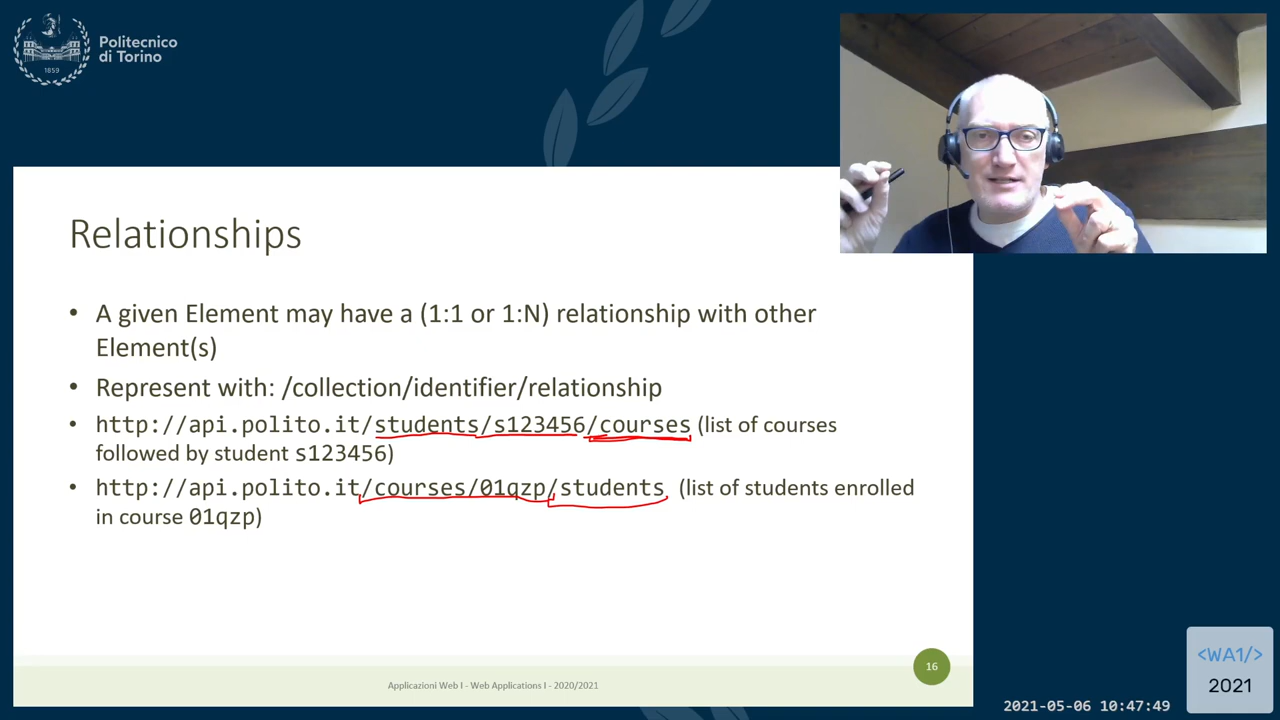 Politecnico
di Torino
1859
Relationships
• A given Element may have a (1:1 or 1:N) relationship with other
Element(s)
• Represent with: /collection/identifier/relationship
• http://api.polito.it/students/s123456/courses (list of courses
followed by student s123456)
• http://api.polito.it/courses/01qzp/students (list of students enrolled
in course 01qzp)
16
Applicazioni Web I - Web Applications I - 2020/2021
<WA1/>
2021
2021-05-06 10:47:49